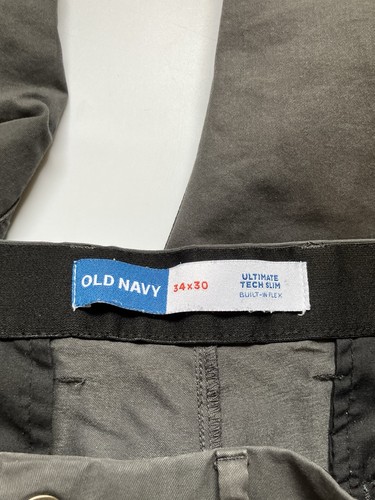 OLD NAVY
34x30
ULTIMATE
TECH SLIM
BUILT-IN FLEX